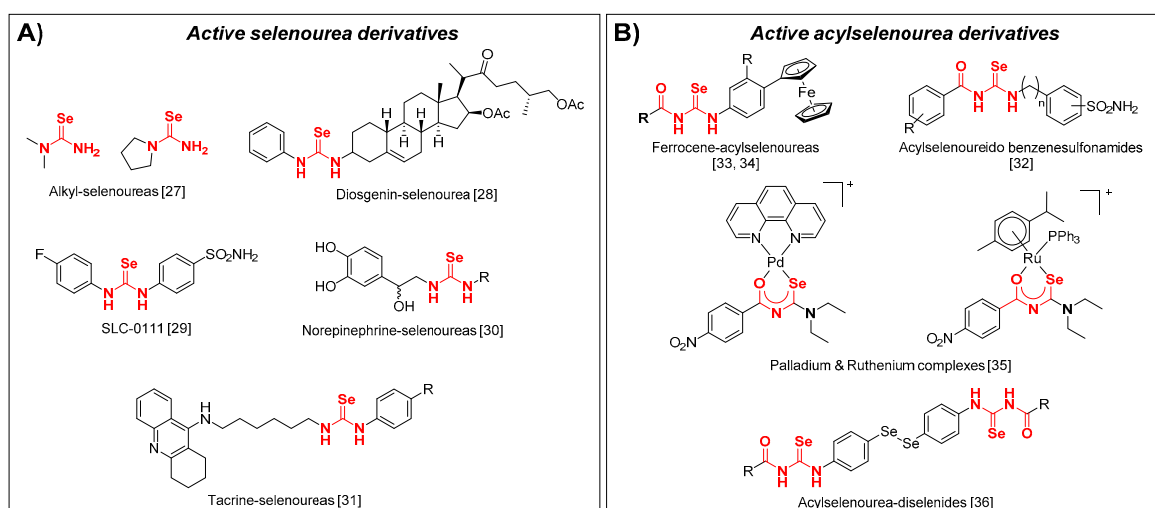 A) Active selenourea derivatives
Se
N NH2
Se
N NH2
Alkyl-selenoureas [27]
O
OAc
OAc
H
H H
H
Se
N N
H H
Diosgenin-selenourea [28]
F
Se
N N
H H
SO2NH2
SLC-0111 [29]
HO
OH
OH
Se
N N R
H H
Norepinephrine-selenoureas [30]
H
N
N
Se
N N
H H
R
Tacrine-selenoureas [31]
B) Active acylselenourea derivatives
O Se
R N N
H H
R
Fe
Ferrocene-acylselenoureas
[33, 34]
O Se
N N
H H
R
n
SO2NH2
Acylselenoureido benzenesulfonamides
[32]
+
N N
Pd
O Se
N N
O2N
+
Ru PPh3
O Se
N N
O2N
Palladium & Ruthenium complexes [35]
O Se
R N N
H H
Se
Se
H H
N N R
Se O
Acylselenourea-diselenides [36]